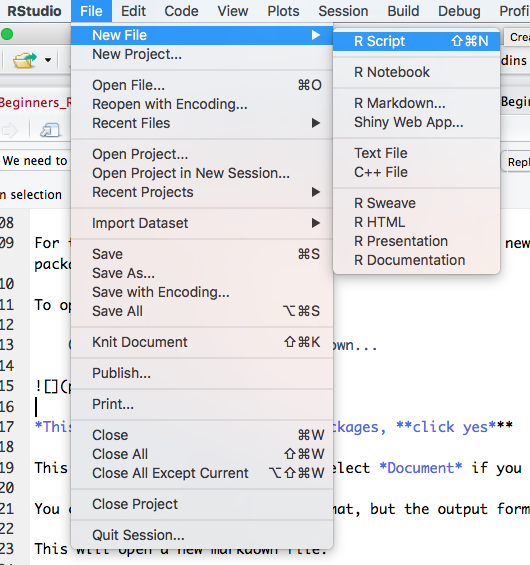 RStudio File Edit Code View Plots Session Build Debug
New File ▶
New Project...
Open File... ⌘O
Reopen with Encoding...
Recent Files ▶
Open Project...
Open Project in New Session...
Recent Projects ▶
Import Dataset ▶
Save ⌘S
Save As...
Save with Encoding...
Save All ⌥⌘S
Knit Document ⇧⌘K
Publish...
Print...
Close ⌘W
Close All ⇧⌘W
Close All Except Current ⌥⇧⌘W
Close Project
Quit Session...
R Script ⇧⌘N
R Notebook
R Markdown...
Shiny Web App...
Text File
C++ File
R Sweave
R HTML
R Presentation
R Documentation
We need to
selection
08
09 For new
packa
10
11 To op
12
13 own...
14
15 ![](p
16
17 *This ckages, **click yes***
18
19 This elect *Document* if you
20
21 You mat, but the output form
22
23 This will open a new markdown file.